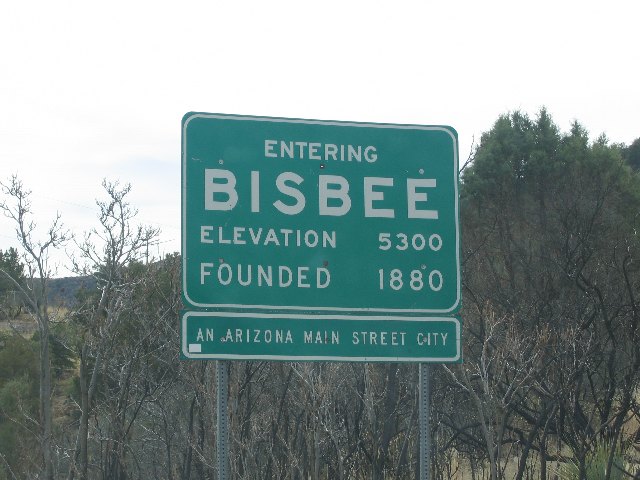 ENTERING
BISBEE
ELEVATION 5300
FOUNDED 1880
AN ARIZONA MAIN STREET CITY